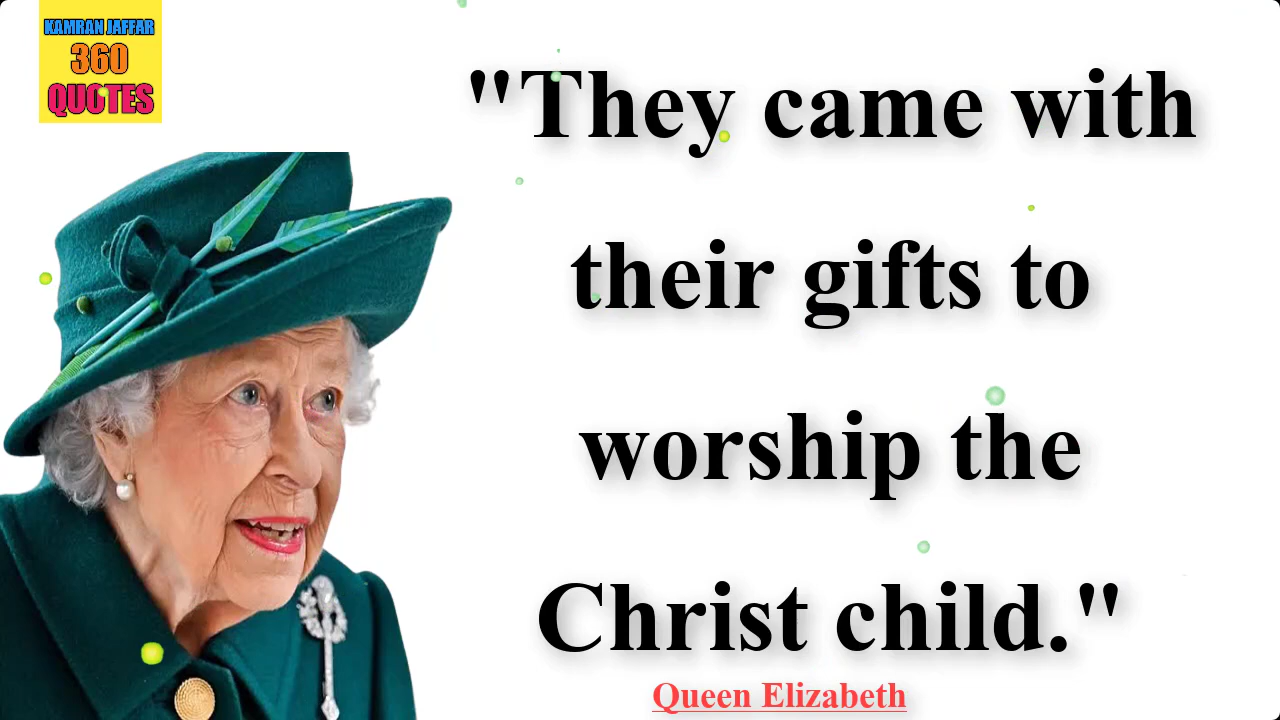 KAMRAN JAFFAR
360
QUOTES
"They came with
their gifts to
worship the
Christ child."
Queen Elizabeth